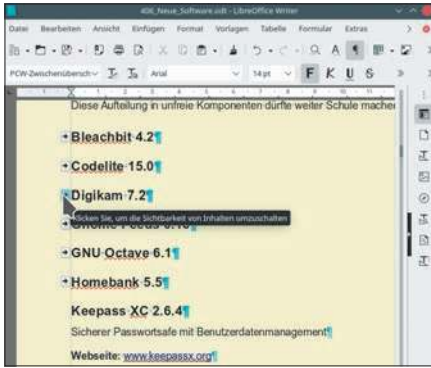 406_Neue_Software.odt - LibreOffice Writer
Datei Bearbeiten Ansicht Einfügen Format Vorlagen Tabelle Formular Extras
PCW-Zwischenübersch Arial 14 pt F K U S
Diese Aufteilung in unfreie Komponenten dürfte weiter Schule machen
Bleachbit 4.2¶
Codelite 15.0¶
Digikam 7.2¶
Klicken Sie, um die Sichtbarkeit von Inhalten umzuschalten
GNU Octave 6.1¶
Homebank 5.5¶
Keepass XC 2.6.4¶
Sicherer Passwortsafe mit Benutzerdatenmanagement¶
Webseite: www.keepassx.org¶